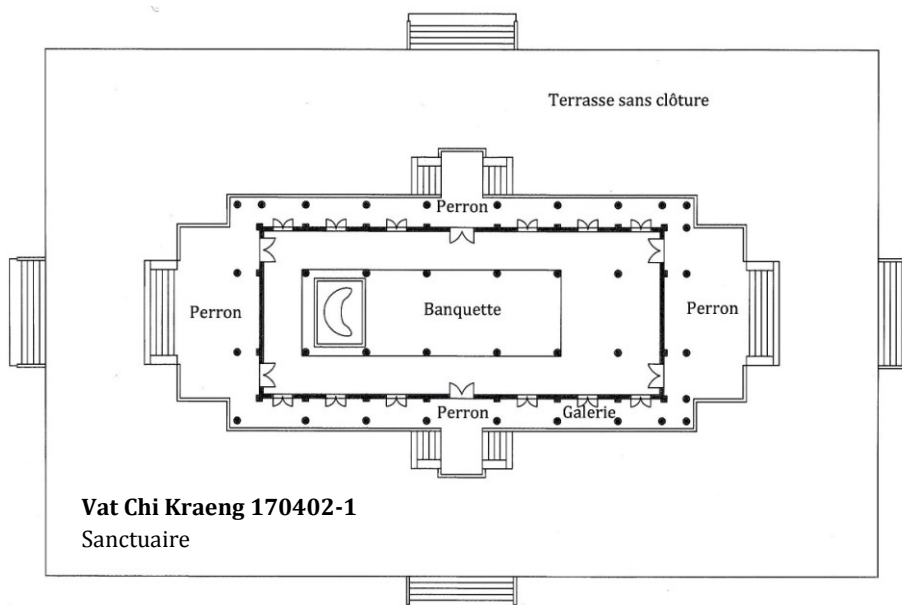 Terrasse sans clôture
Perron
Perron
Banquette
Perron
Perron
Galerie
Vat Chi Kraeng 170402-1
Sanctuaire